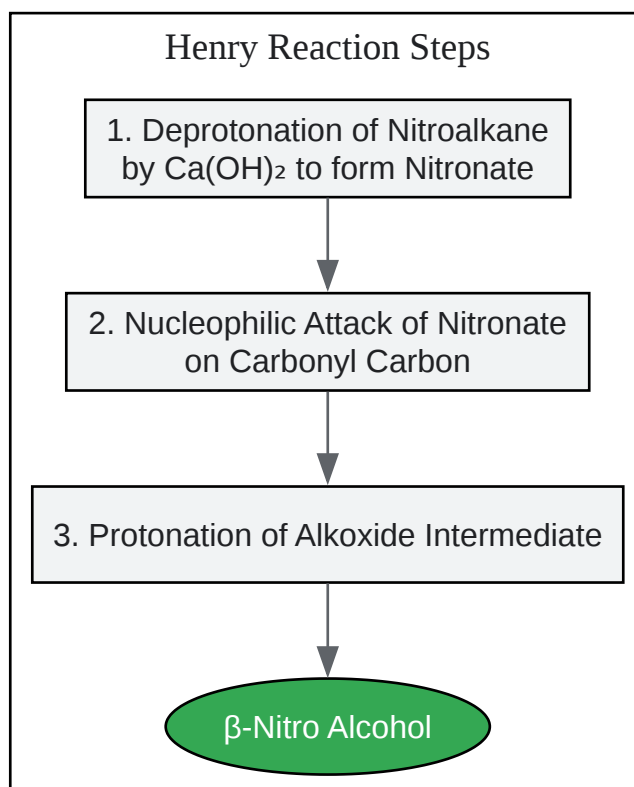 Henry Reaction Steps
1. Deprotonation of Nitroalkane
by Ca(OH)₂ to form Nitronate
2. Nucleophilic Attack of Nitronate
on Carbonyl Carbon
3. Protonation of Alkoxide Intermediate
β-Nitro Alcohol